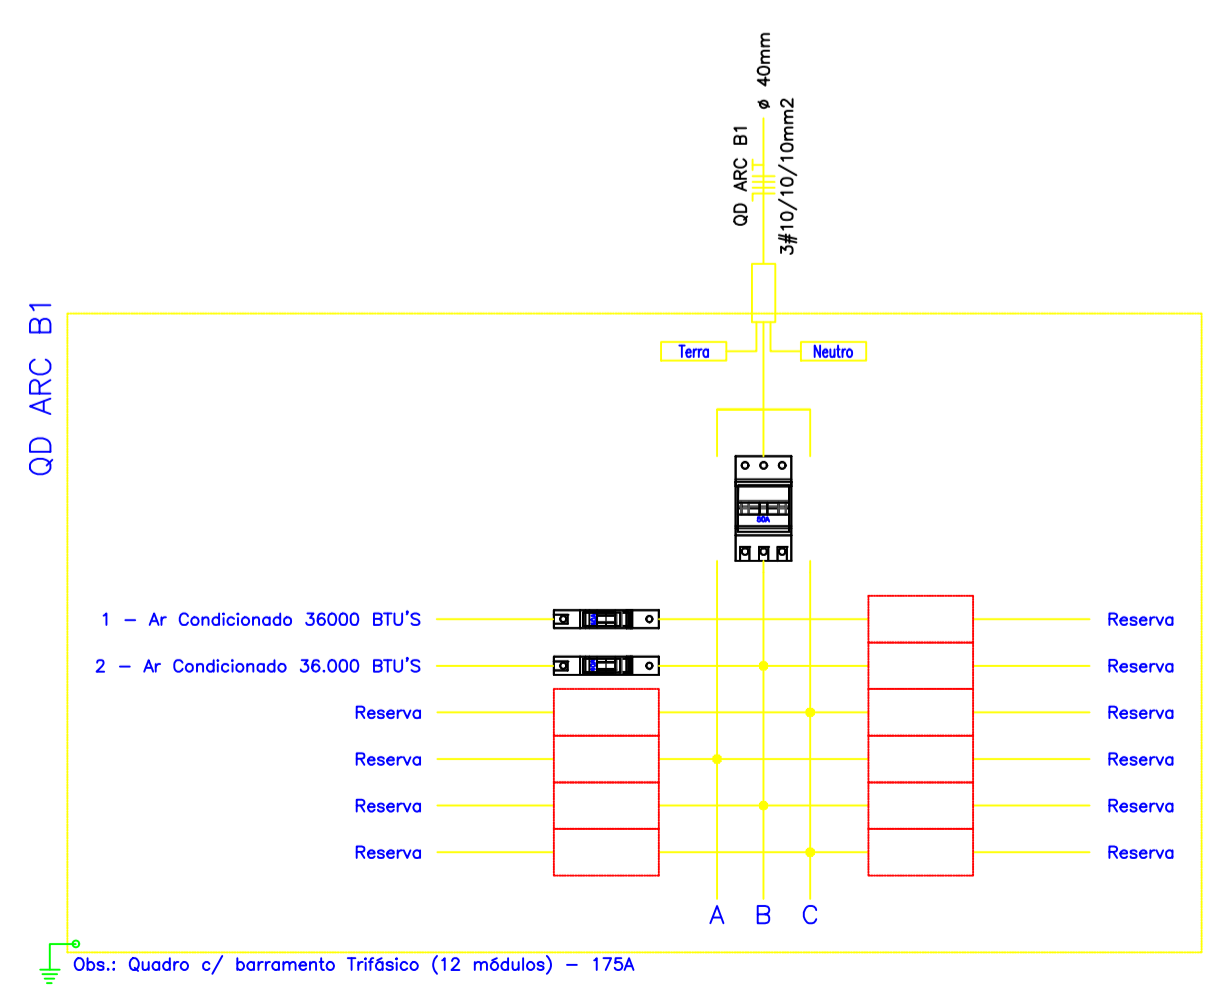 ø 40mm
QD ARC B1
3#10/10/10mm2
QD ARC B1
Terra
Neutro
1 - Ar Condicionado 36000 BTU'S
Reserva
2 - Ar Condicionado 36.000 BTU'S
Reserva
Reserva
Reserva
Reserva
Reserva
Reserva
Reserva
Reserva
Reserva
A B C
Obs.: Quadro c/ barramento Trifásico (12 módulos) - 175A